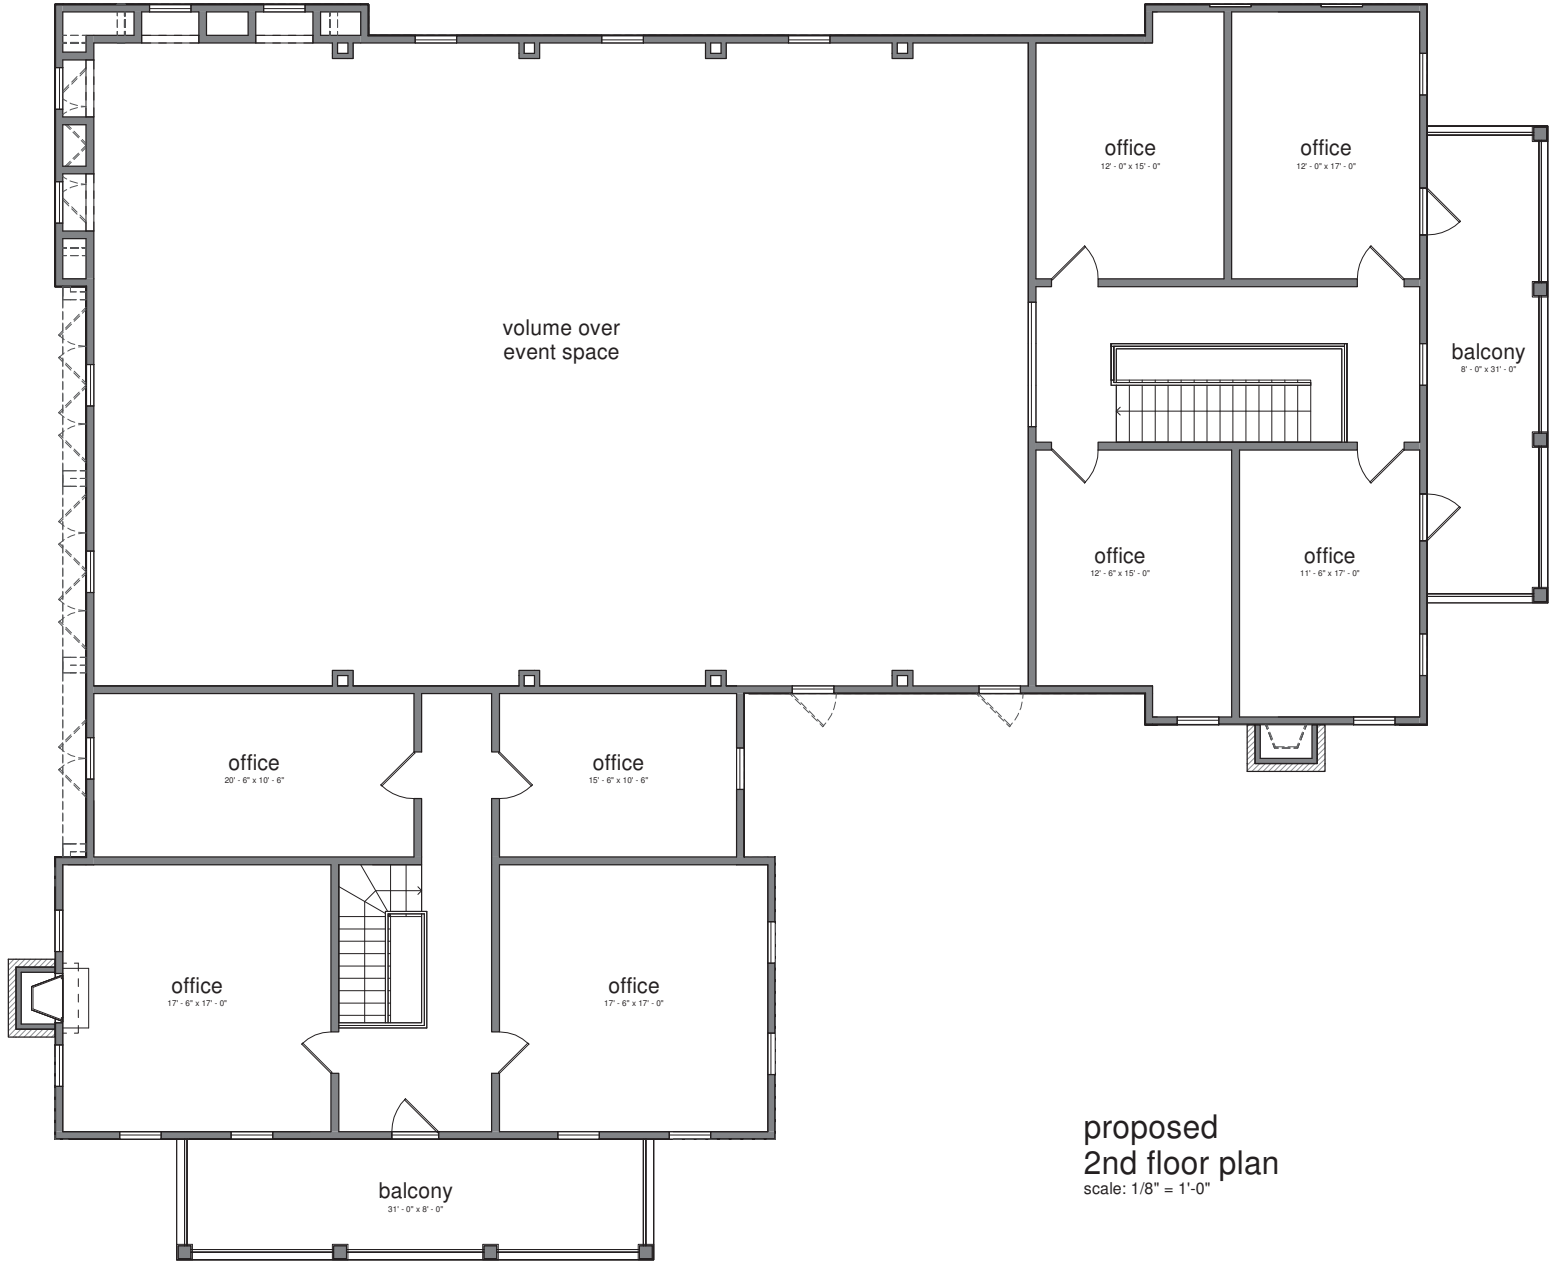 office
12' - 0" x 15' - 0"
office
12' - 0" x 17' - 0"
volume over
event space
balcony
8' - 0" x 31' - 0"
office
12' - 6" x 15' - 0"
office
11' - 6" x 17' - 0"
office
20' - 6" x 10' - 6"
office
15' - 6" x 10' - 6"
office
17' - 6" x 17' - 0"
office
17' - 6" x 17' - 0"
balcony
31' - 0" x 8' - 0"
proposed
2nd floor plan
scale: 1/8" = 1'-0"